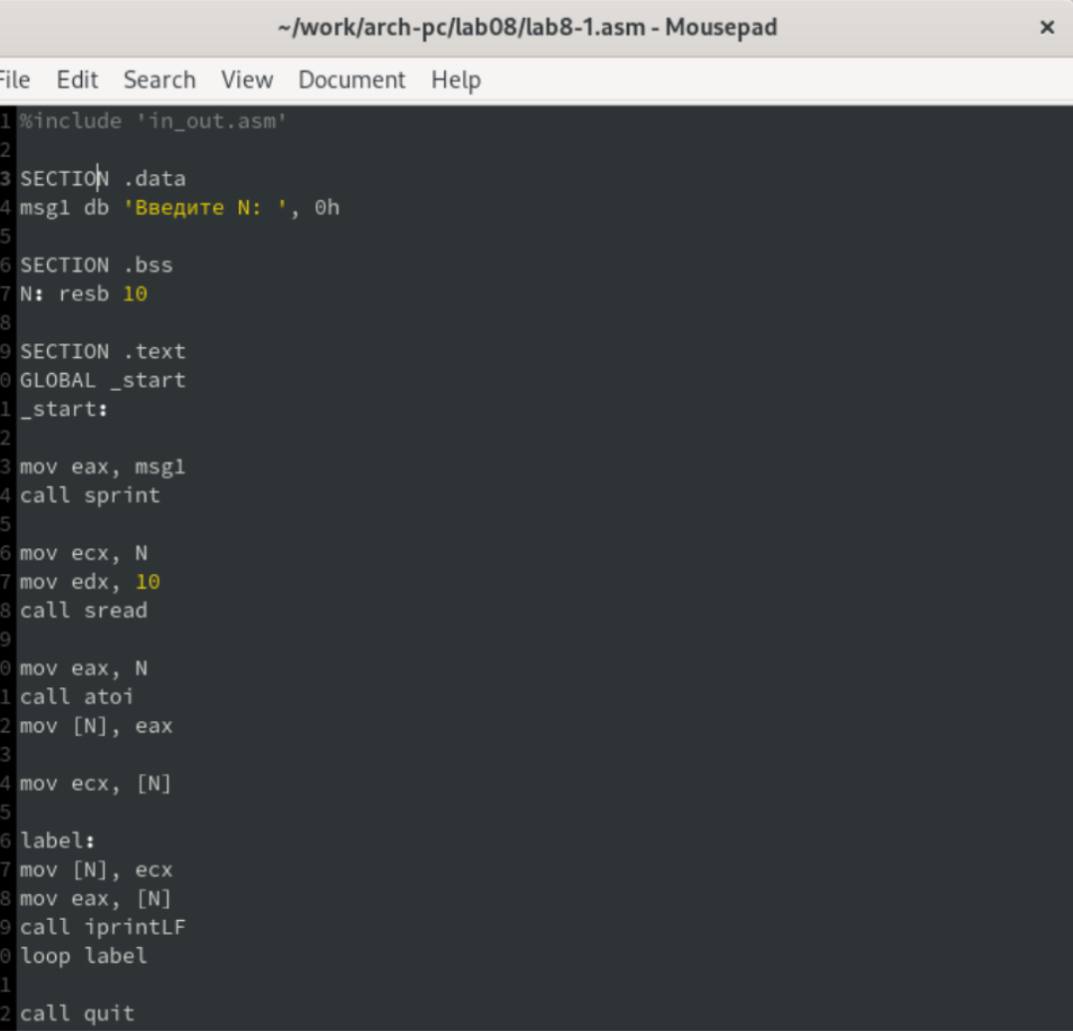 ~/work/arch-pc/lab08/lab8-1.asm - Mousepad ×
File Edit Search View Document Help
1 %include 'in_out.asm'
2
3 SECTION .data
4 msg1 db 'Введите N: ', 0h
5
6 SECTION .bss
7 N: resb 10
8
9 SECTION .text
0 GLOBAL _start
1 _start:
2
3 mov eax, msg1
4 call sprint
5
6 mov ecx, N
7 mov edx, 10
8 call sread
9
0 mov eax, N
1 call atoi
2 mov [N], eax
3
4 mov ecx, [N]
5
6 label:
7 mov [N], ecx
8 mov eax, [N]
9 call iprintLF
0 loop label
1
2 call quit